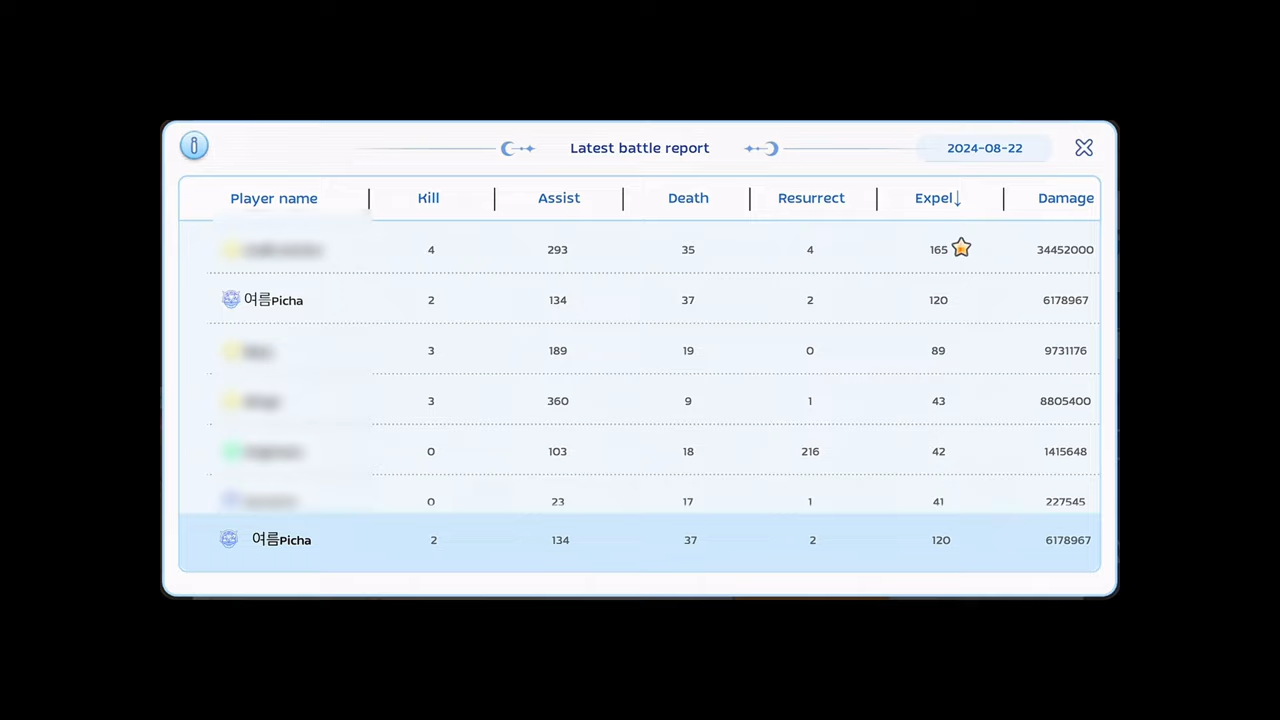 Latest battle report 2024-08-22
Player name Kill Assist Death Resurrect Expel↓ Damage
4 293 35 4 165 34452000
여름Picha 2 134 37 2 120 6178967
3 189 19 0 89 9731176
3 360 9 1 43 8805400
0 103 18 216 42 1415648
0 23 17 1 41 227545
여름Picha 2 134 37 2 120 6178967